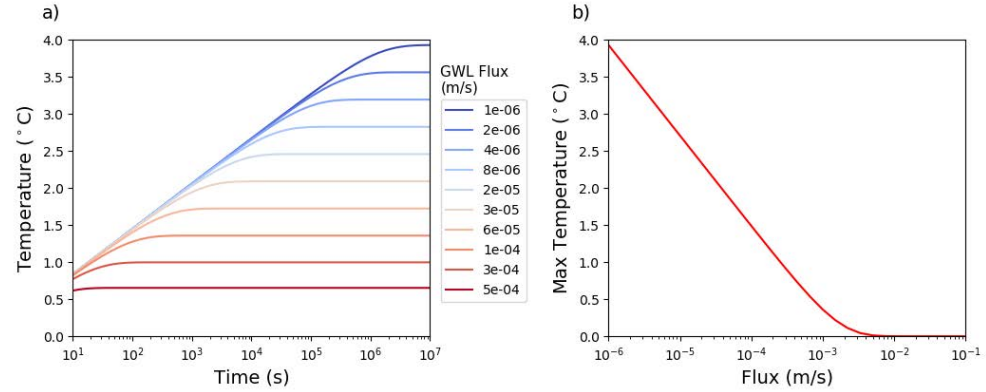 a)
Temperature (°C)
4.0
3.5
3.0
2.5
2.0
1.5
1.0
0.5
0.0
10¹ 10² 10³ 10⁴ 10⁵ 10⁶ 10⁷
Time (s)
GWL Flux
(m/s)
1e-06
2e-06
4e-06
8e-06
2e-05
3e-05
6e-05
1e-04
3e-04
5e-04
b)
Max Temperature (°C)
4.0
3.5
3.0
2.5
2.0
1.5
1.0
0.5
0.0
10⁻⁶ 10⁻⁵ 10⁻⁴ 10⁻³ 10⁻² 10⁻¹
Flux (m/s)